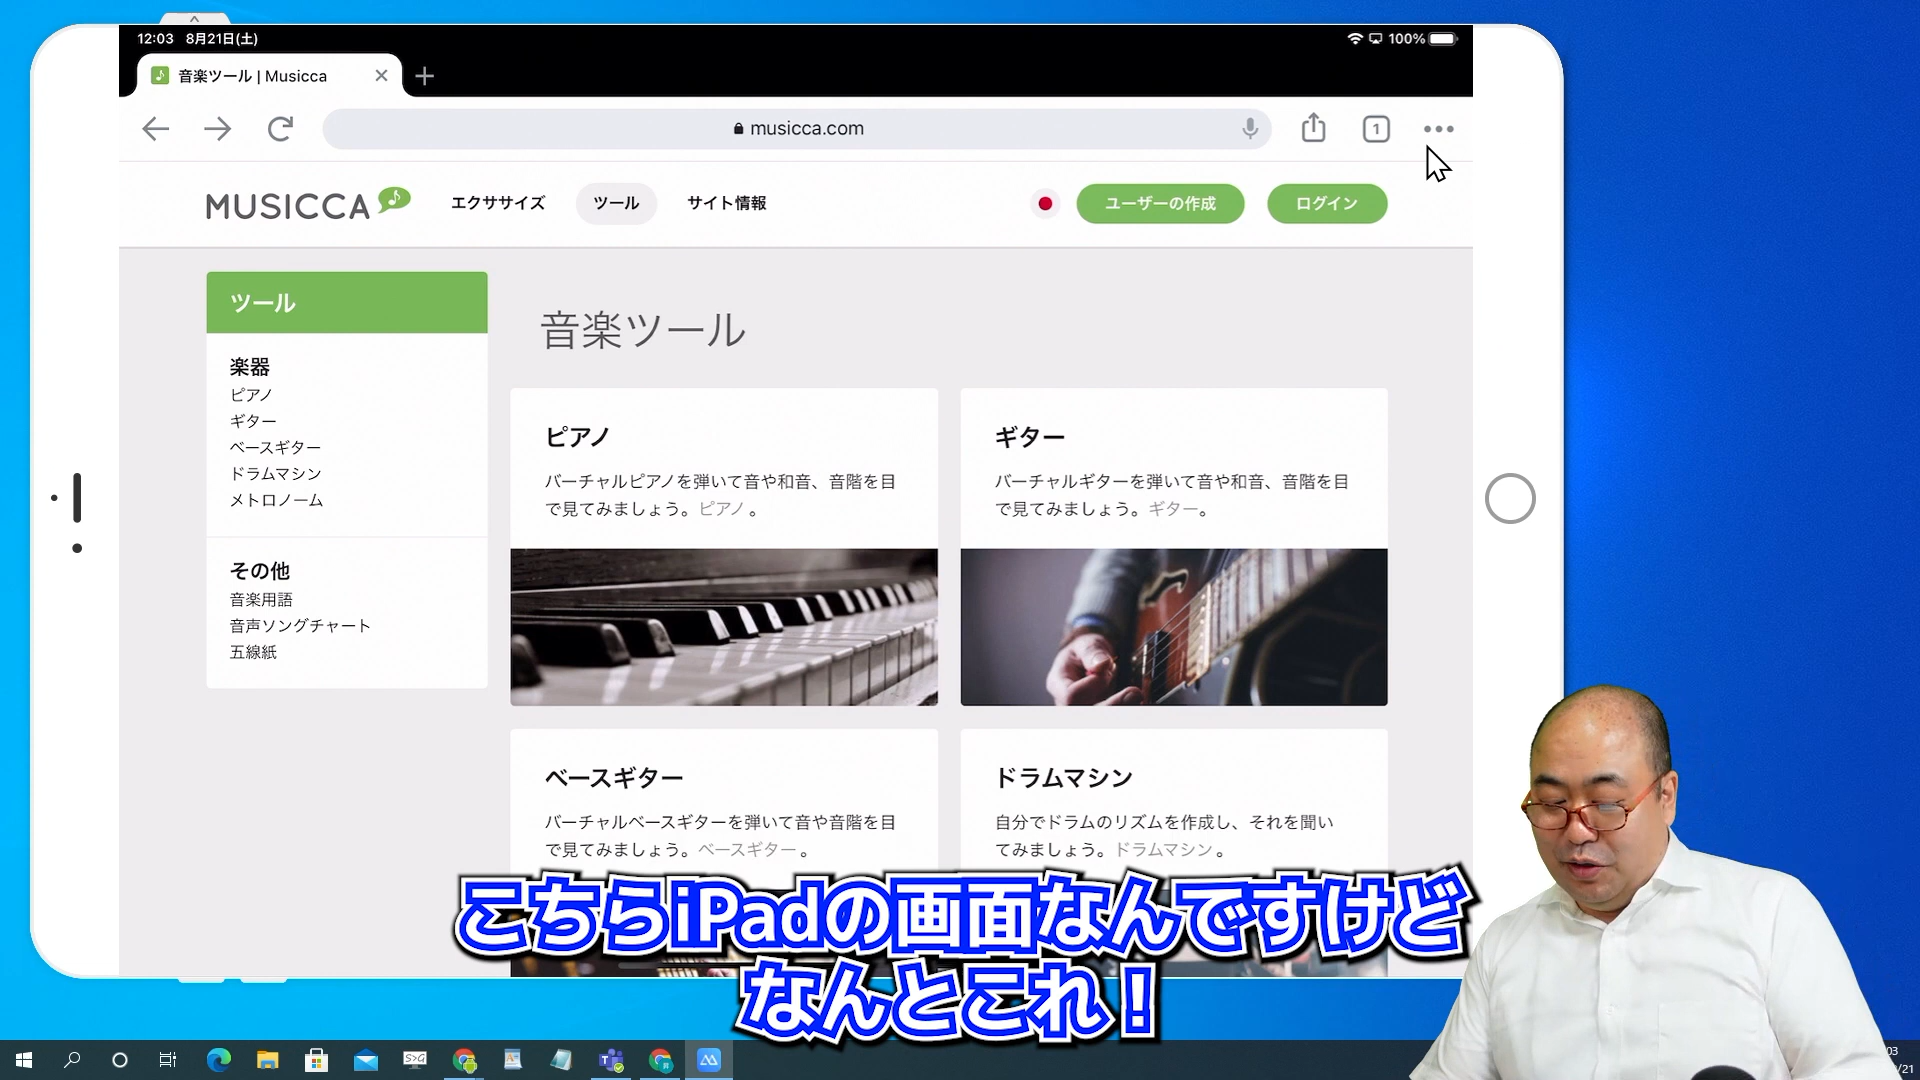 12:03 8月21日(土)
100%
音楽ツール | Musicca
musicca.com
1
MUSICCA
エクササイズ
ツール
サイト情報
ユーザーの作成
ログイン
ツール
楽器
ピアノ
ギター
ベースギター
ドラムマシン
メトロノーム
その他
音楽用語
音声ソングチャート
五線紙
音楽ツール
ピアノ
バーチャルピアノを弾いて音や和音、音階を目
で見てみましょう。ピアノ 。
ギター
バーチャルギターを弾いて音や和音、音階を目
で見てみましょう。ギター。
ベースギター
バーチャルベースギターを弾いて音や音階を目
で見てみましょう。ベースギター 。
ドラムマシン
自分でドラムのリズムを作成し、それを聞い
てみましょう。ドラムマシン 。
こちらiPadの画面なんですけど
なんとこれ！